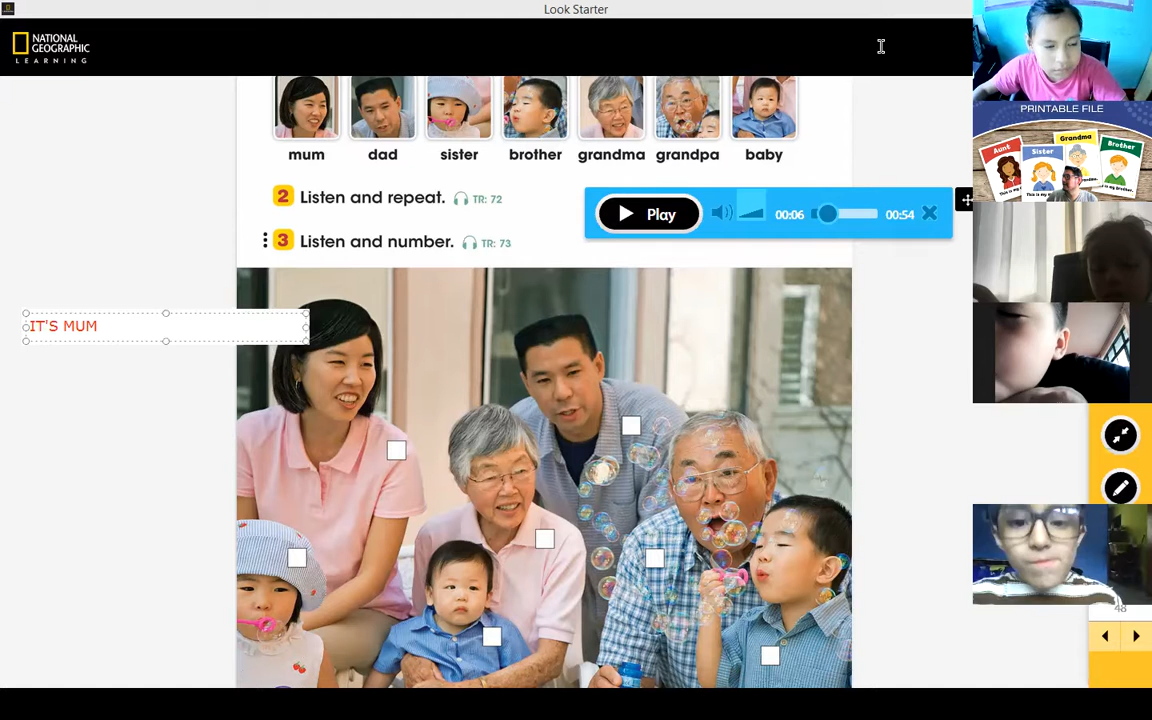 Look Starter
NATIONAL
GEOGRAPHIC
LEARNING
mum dad sister brother grandma grandpa baby
2 Listen and repeat. TR: 72
Play 00:06 00:54
3 Listen and number. TR: 73
IT'S MUM
PRINTABLE FILE
Aunt
Sister
Grandma
Brother
48